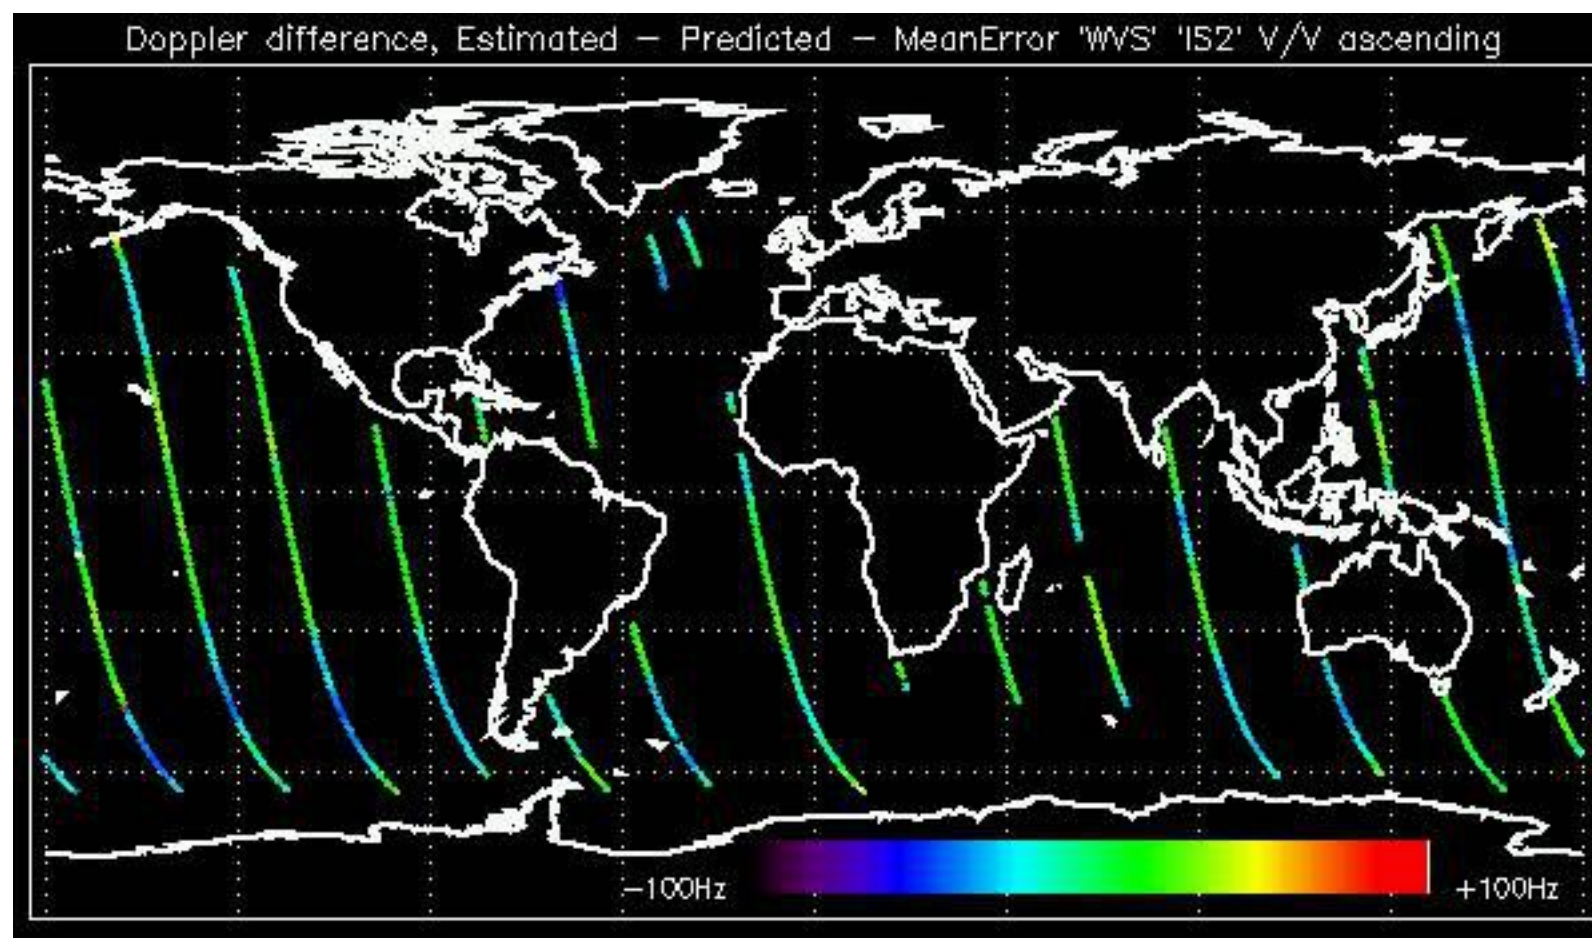 Doppler difference, Estimated − Predicted − MeanError 'WVS' 'IS2' V/V ascending
−100Hz +100Hz